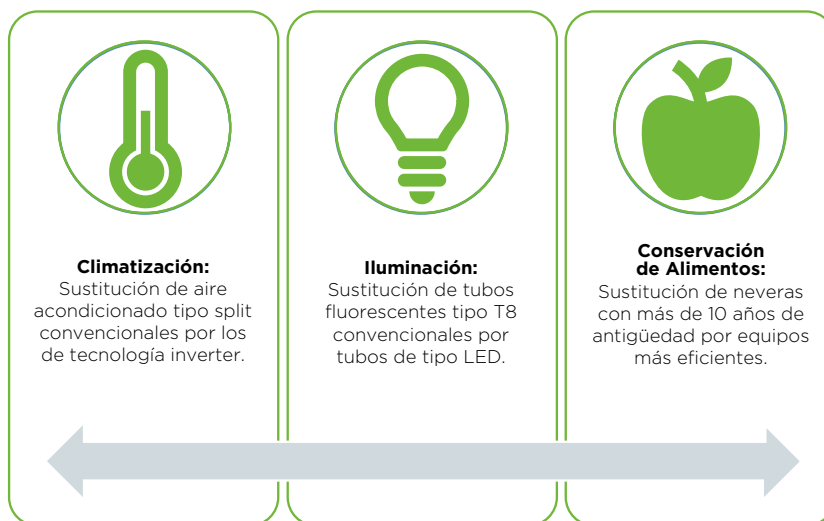 Climatización:
Sustitución de aire
acondicionado tipo split
convencionales por los
de tecnología inverter.
Iluminación:
Sustitución de tubos
fluorescentes tipo T8
convencionales por
tubos de tipo LED.
Conservación
de Alimentos:
Sustitución de neveras
con más de 10 años de
antigüedad por equipos
más eficientes.